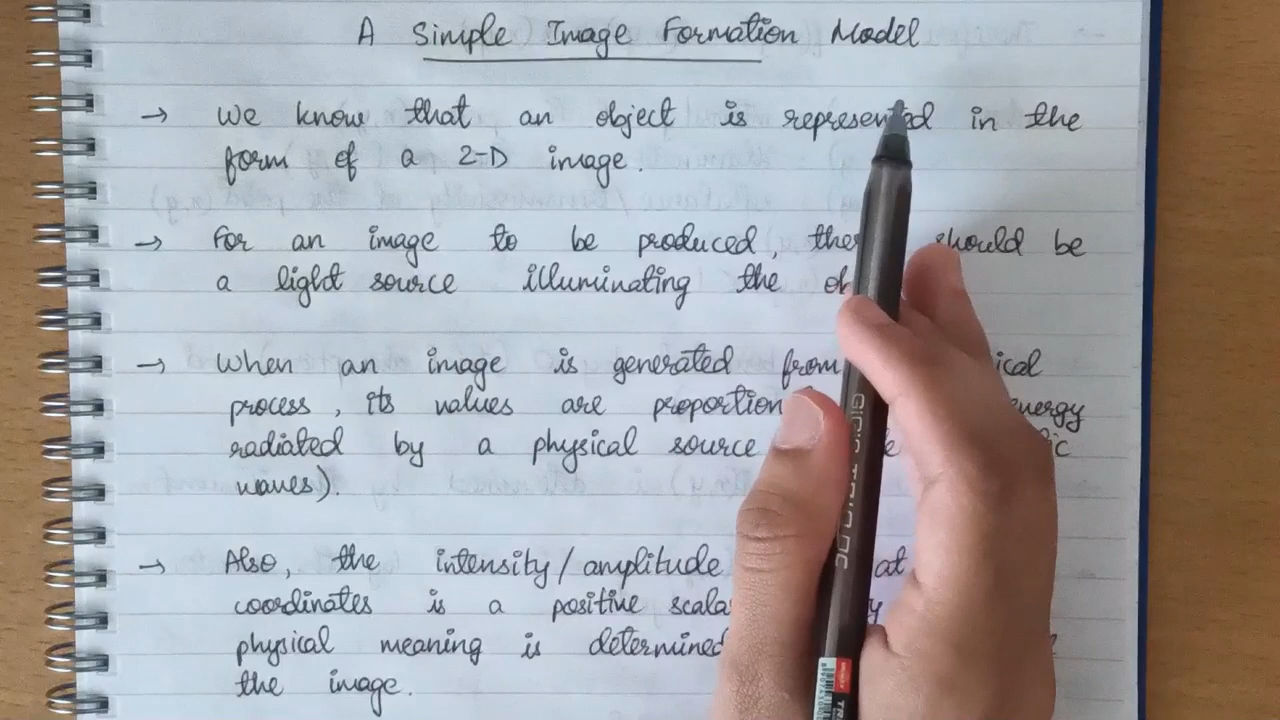 A Simple Image Formation Model
→ We know that an object is represented in the
form of a 2-D image.
→ For an image to be produced, should be
a light source illuminating the
→ When an image is generated from
process, its values are energy
radiated by a physical source
waves).
→ Also, the intensity/amplitude at
coordinates is a positive
physical meaning is determined
the image.